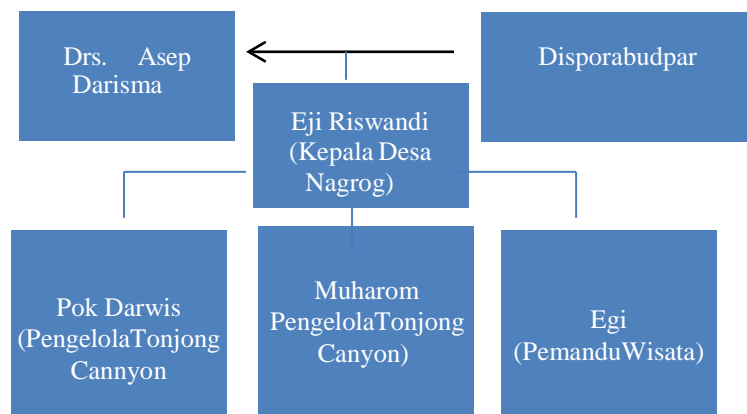 Drs. Asep
Darisma
Disporabudpar
Eji Riswandi
(Kepala Desa
Nagrog)
Pok Darwis
(PengelolaTonjong
Cannyon
Muharom
PengelolaTonjong
Canyon)
Egi
(PemanduWisata)